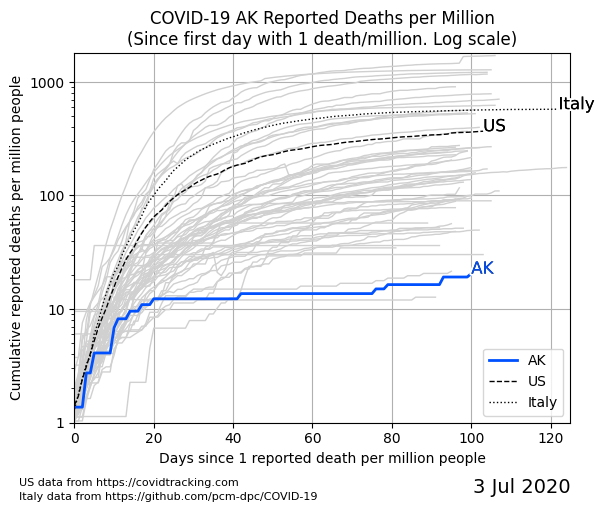 COVID-19 AK Reported Deaths per Million
(Since first day with 1 death/million. Log scale)
Cumulative reported deaths per million people
1000
100
10
1
Italy
US
AK
AK
US
Italy
0 20 40 60 80 100 120
Days since 1 reported death per million people
US data from https://covidtracking.com
Italy data from https://github.com/pcm-dpc/COVID-19
3 Jul 2020